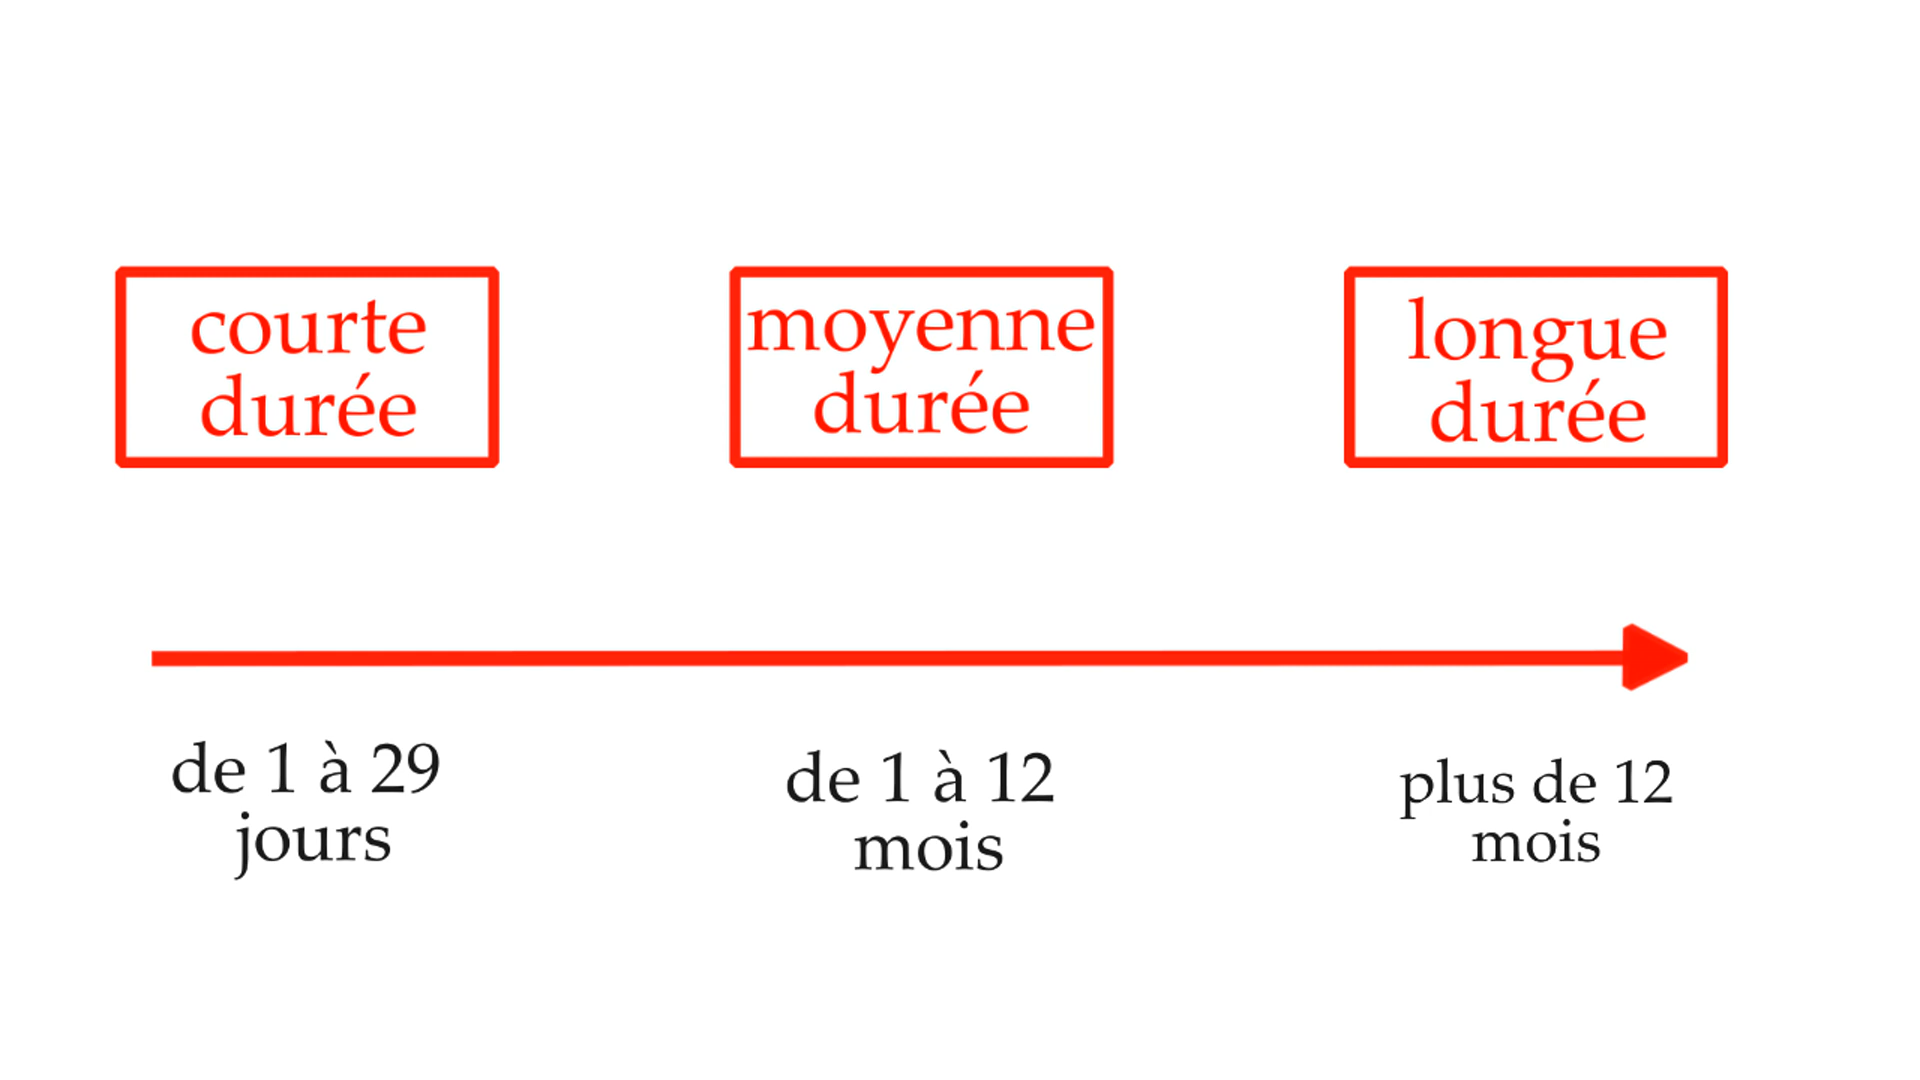 courte
durée
moyenne
durée
longue
durée
de 1 à 29
jours
de 1 à 12
mois
plus de 12
mois